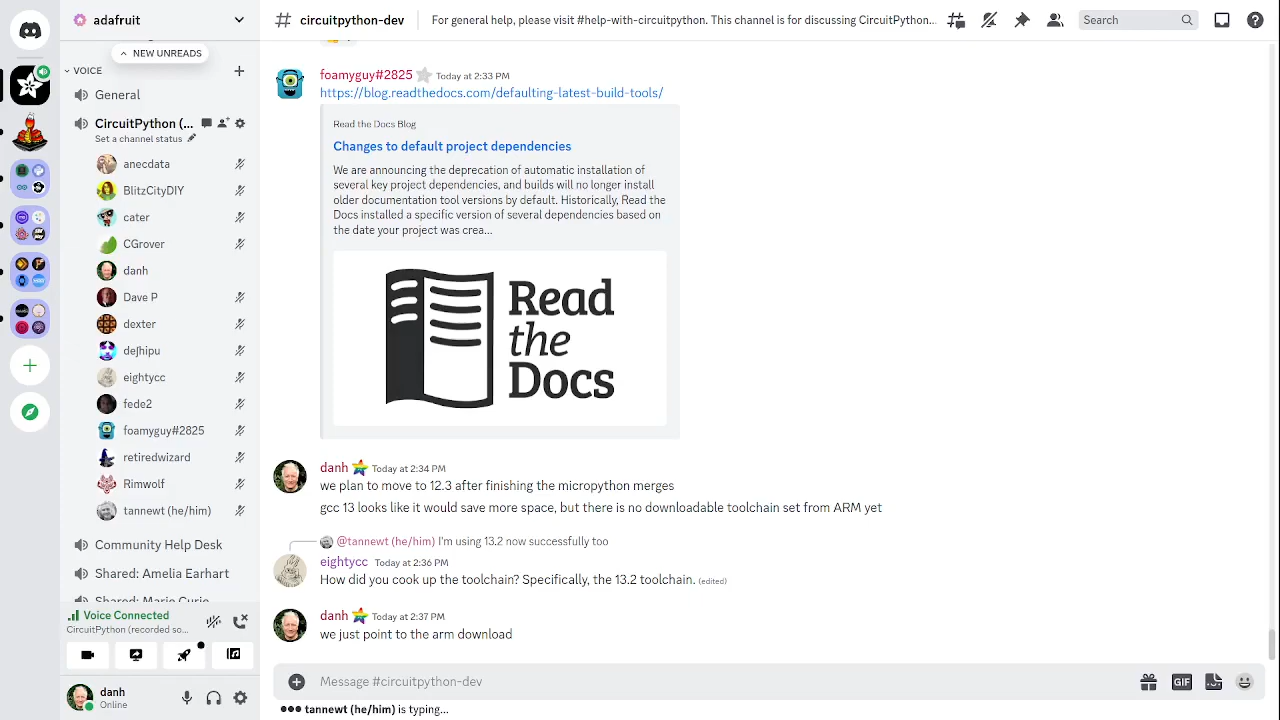 adafruit
NEW UNREADS
VOICE
General
CircuitPython (...
Set a channel status
anecdata
BlitzCityDIY
cater
CGrover
danh
Dave P
dexter
deʃhipu
eightycc
fede2
foamyguy#2825
retiredwizard
Rimwolf
tannewt (he/him)
Community Help Desk
Shared: Amelia Earhart
Shared: Marie Curie
Voice Connected
CircuitPython (recorded so...
danh
Online
# circuitpython-dev
For general help, please visit #help-with-circuitpython. This channel is for discussing CircuitPython...
Search
foamyguy#2825 Today at 2:33 PM
https://blog.readthedocs.com/defaulting-latest-build-tools/
Read the Docs Blog
Changes to default project dependencies
We are announcing the deprecation of automatic installation of
several key project dependencies, and builds will no longer install
older documentation tool versions by default. Historically, Read the
Docs installed a specific version of several dependencies based on
the date your project was crea...
Read
the
Docs
danh Today at 2:34 PM
we plan to move to 12.3 after finishing the micropython merges
gcc 13 looks like it would save more space, but there is no downloadable toolchain set from ARM yet
@tannewt (he/him) I'm using 13.2 now successfully too
eightycc Today at 2:36 PM
How did you cook up the toolchain? Specifically, the 13.2 toolchain. (edited)
danh Today at 2:37 PM
we just point to the arm download
Message #circuitpython-dev
GIF
tannewt (he/him) is typing...